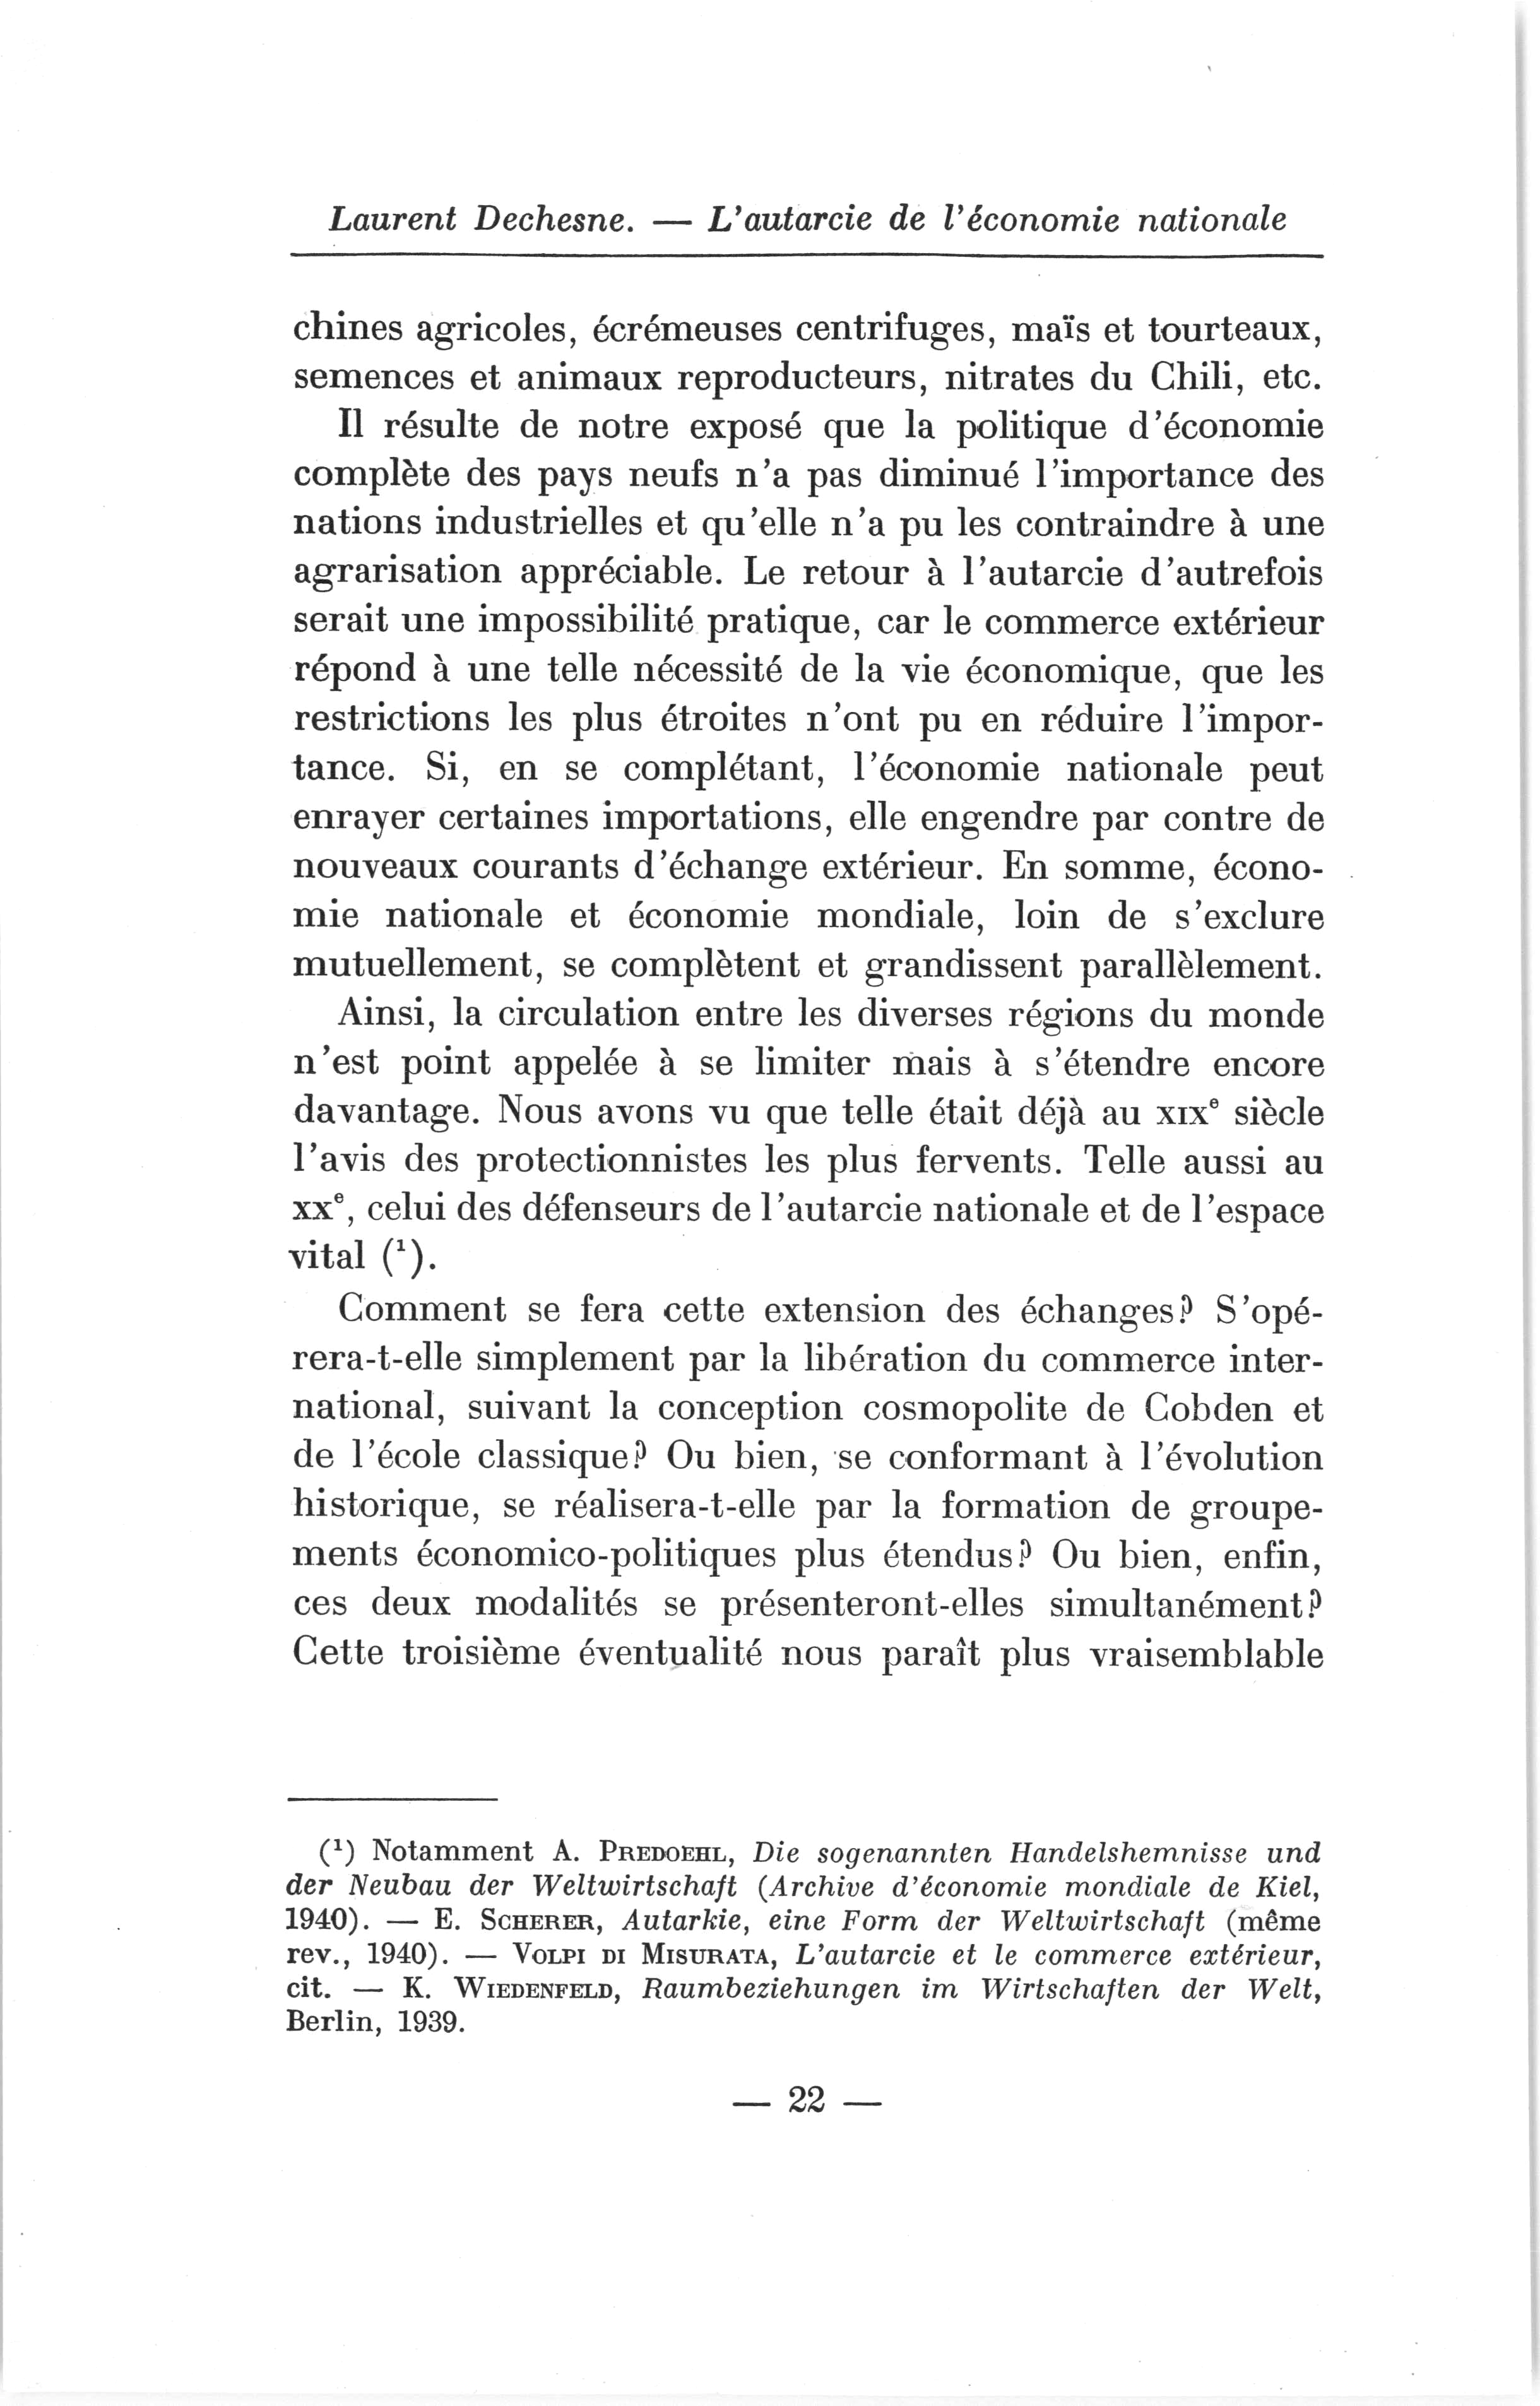 Laurent Dechesne. — L'autarcie de l'économie nationale
chines agricoles, écrémeuses centrifuges, maïs et tourteaux,
semences et animaux reproducteurs, nitrates du Chili, etc.
Il résulte de notre exposé que la politique d'économie
complète des pays neufs n'a pas diminué l'importance des
nations industrielles et qu'elle n'a pu les contraindre à une
agrarisation appréciable. Le retour à l'autarcie d'autrefois
serait une impossibilité pratique, car le commerce extérieur
répond à une telle nécessité de la vie économique, que les
restrictions les plus étroites n'ont pu en réduire l'impor-
tance. Si, en se complétant, l'économie nationale peut
enrayer certaines importations, elle engendre par contre de
nouveaux courants d'échange extérieur. En somme, écono-
mie nationale et économie mondiale, loin de s'exclure
mutuellement, se complètent et grandissent parallèlement.
Ainsi, la circulation entre les diverses régions du monde
n'est point appelée à se limiter mais à s'étendre encore
davantage. Nous avons vu que telle était déjà au XIXᵉ siècle
l'avis des protectionnistes les plus fervents. Telle aussi au
XXᵉ, celui des défenseurs de l'autarcie nationale et de l'espace
vital (¹).
Comment se fera cette extension des échanges? S'opé-
rera-t-elle simplement par la libération du commerce inter-
national, suivant la conception cosmopolite de Cobden et
de l'école classique? Ou bien, se conformant à l'évolution
historique, se réalisera-t-elle par la formation de groupe-
ments économico-politiques plus étendus? Ou bien, enfin,
ces deux modalités se présenteront-elles simultanément?
Cette troisième éventualité nous paraît plus vraisemblable
(¹) Notamment A. PREDOEHL, Die sogenannten Handelshemnisse und
der Neubau der Weltwirtschaft (Archive d'économie mondiale de Kiel,
1940). — E. SCHERER, Autarkie, eine Form der Weltwirtschaft (même
rev., 1940). — VOLPI DI MISURATA, L'autarcie et le commerce extérieur,
cit. — K. WIEDENFELD, Raumbeziehungen im Wirtschaften der Welt,
Berlin, 1939.
— 22 —